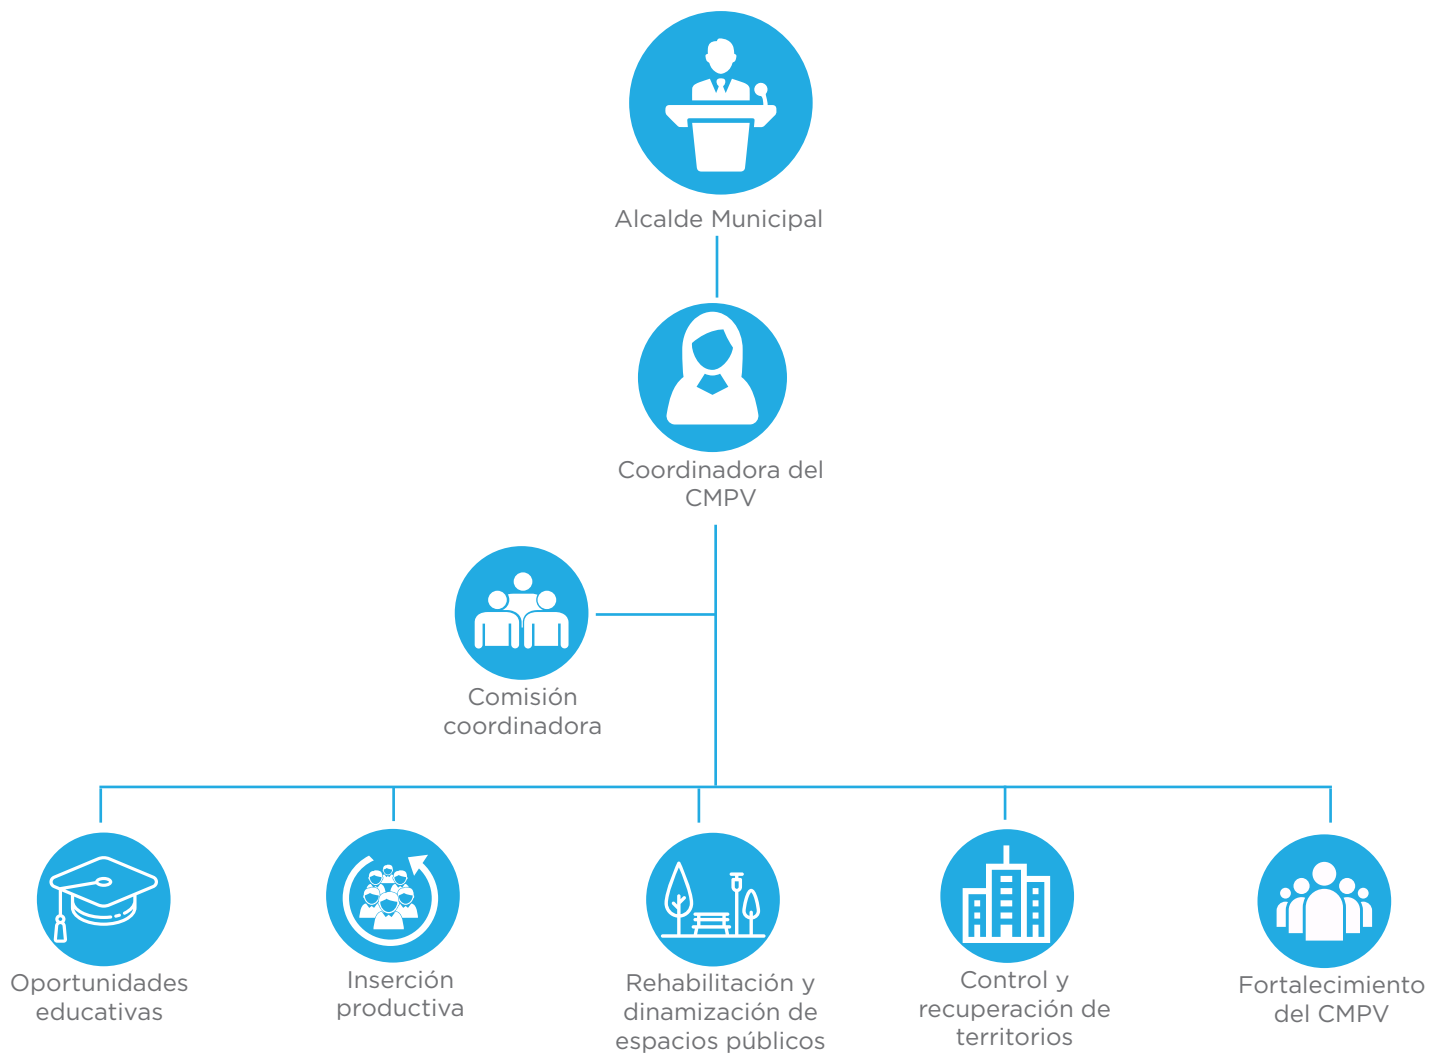 Alcalde Municipal
Coordinadora del
CMPV
Comisión
coordinadora
Oportunidades
educativas
Inserción
productiva
Rehabilitación y
dinamización de
espacios públicos
Control y
recuperación de
territorios
Fortalecimiento
del CMPV